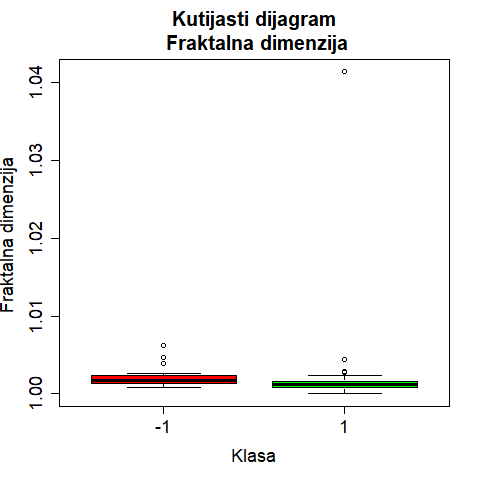 Kutijasti dijagram
Fraktalna dimenzija
Fraktalna dimenzija
1.04
1.03
1.02
1.01
1.00
-1
1
Klasa